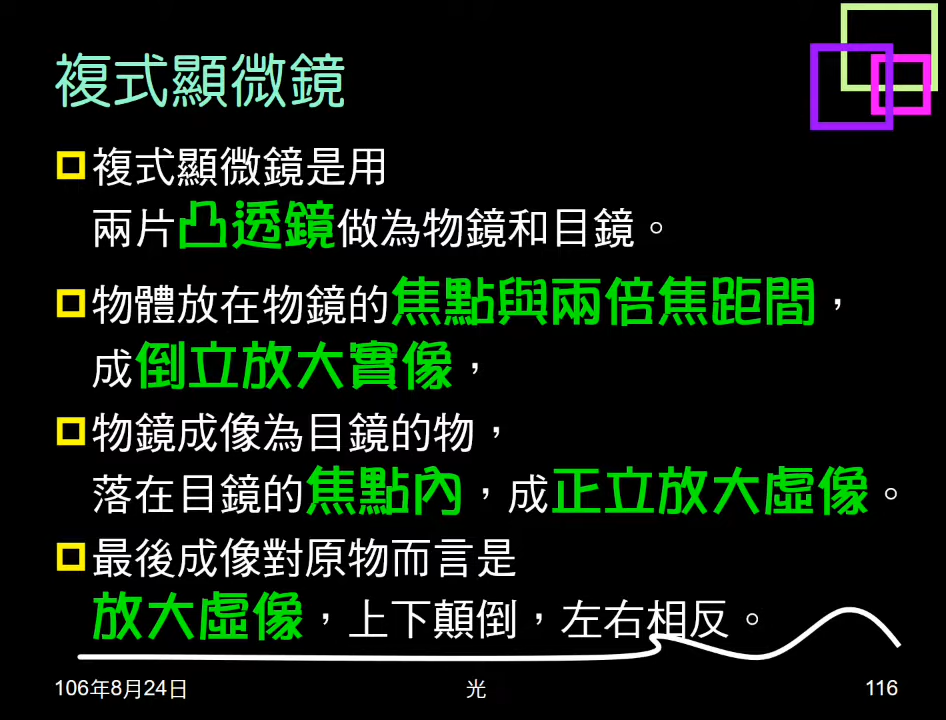 複式顯微鏡
複式顯微鏡是用
兩片凸透鏡做為物鏡和目鏡。
物體放在物鏡的焦點與兩倍焦距間，
成倒立放大實像，
物鏡成像為目鏡的物，
落在目鏡的焦點內，成正立放大虛像。
最後成像對原物而言是
放大虛像，上下顛倒，左右相反。
106年8月24日
光
116